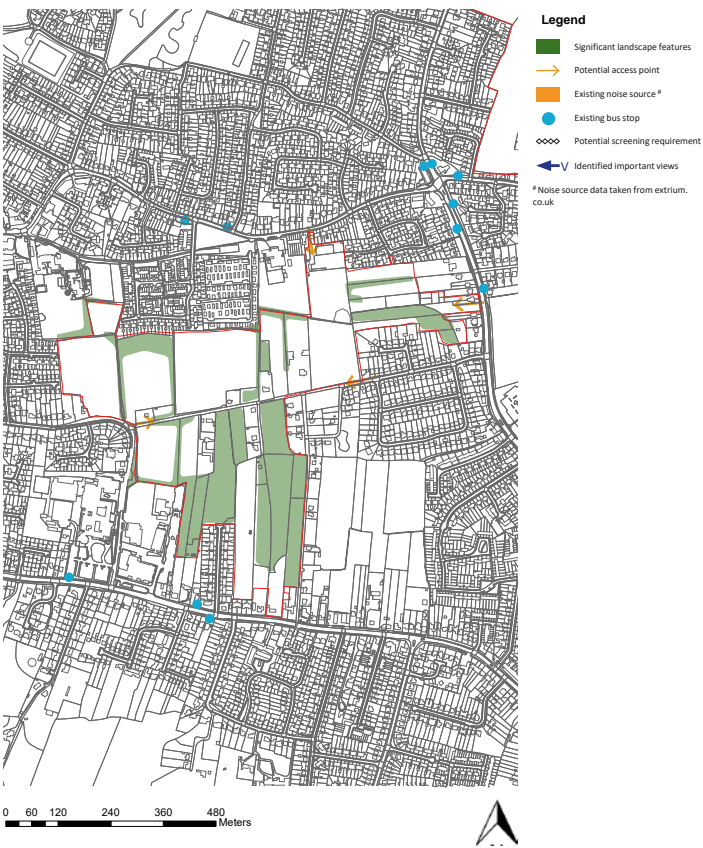 Legend
Significant landscape features
Potential access point
Existing noise source #
Existing bus stop
Potential screening requirement
V Identified important views
# Noise source data taken from extrium.
co.uk
0 60 120 240 360 480
Meters